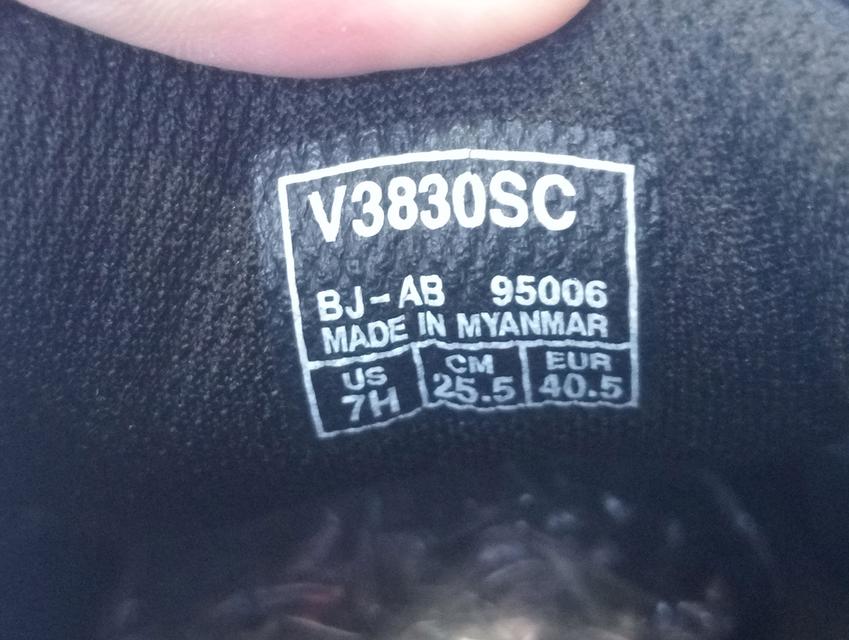 V3830SC
BJ-AB 95006
MADE IN MYANMAR
US CM EUR
7H 25.5 40.5